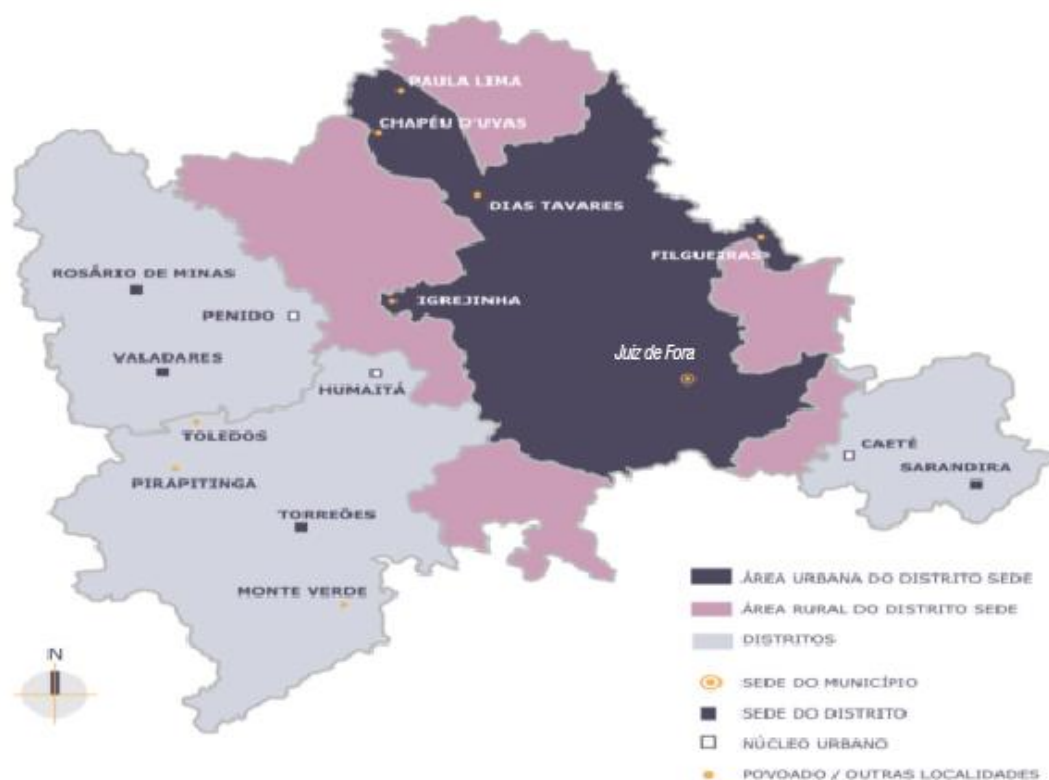 PAULA LIMA
CHAPÉU D'UVAS
DIAS TAVARES
FILGUEIRAS
ROSÁRIO DE MINAS
IGREJINHA
PENIDO
Juiz de Fora
VALADARES
HUMAITÁ
TOLEDOS
CAETÉ
SARANDIRA
PIRAPITINGA
TORREÕES
MONTE VERDE
ÁREA URBANA DO DISTRITO SEDE
ÁREA RURAL DO DISTRITO SEDE
DISTRITOS
SEDE DO MUNICÍPIO
SEDE DO DISTRITO
NÚCLEO URBANO
POVOADO / OUTRAS LOCALIDADES
N